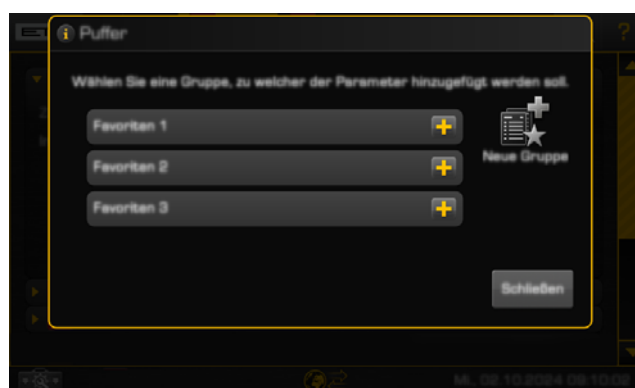 Puffer
?
Wählen Sie eine Gruppe, zu welcher der Parameter hinzugefügt werden soll.
Favoriten 1
Favoriten 2
Favoriten 3
Neue Gruppe
Schließen
Mi. 02.10.2024 09:10:02